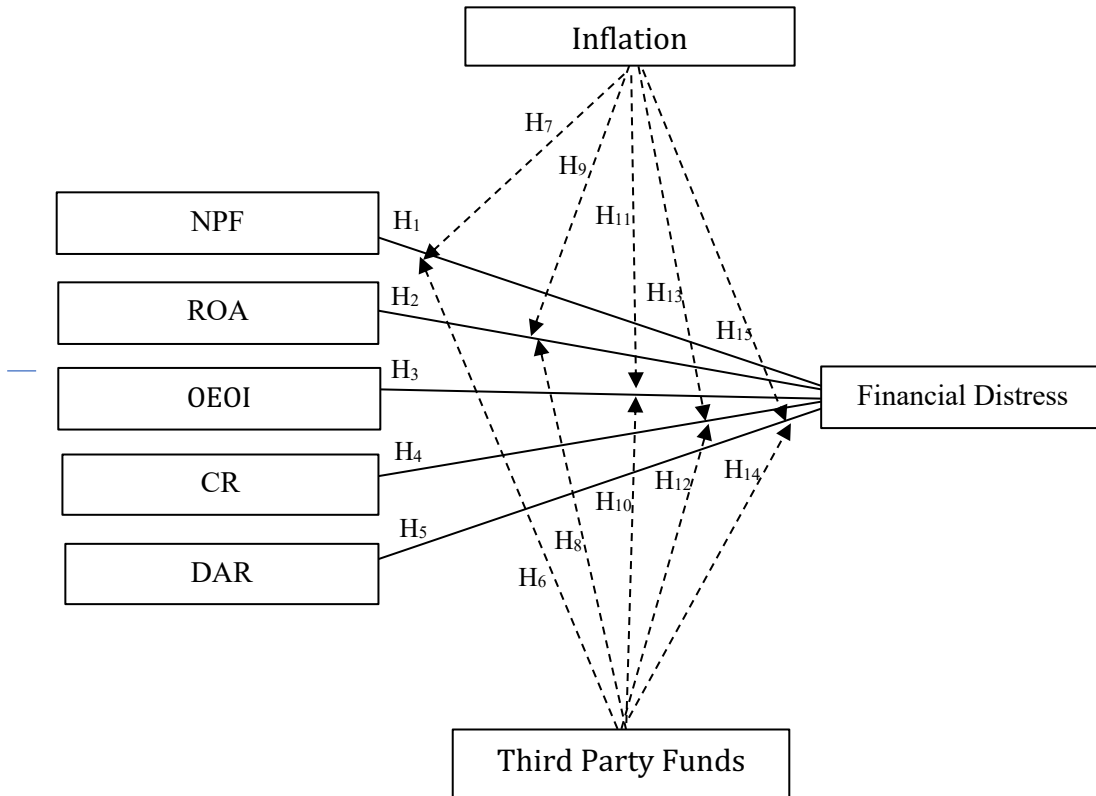 Inflation
H7
H9
NPF
H1
H11
ROA
H2
H13
H15
OEOI
H3
Financial Distress
CR
H4
H10
H12
H14
DAR
H5
H8
H6
Third Party Funds